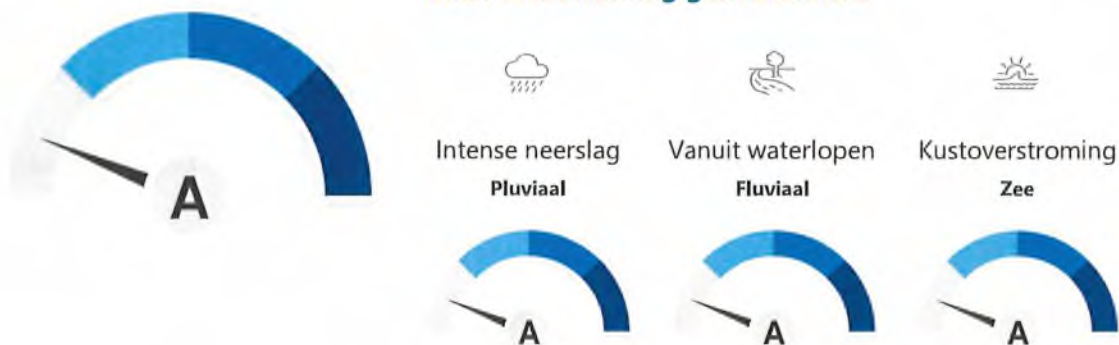 A
Intense neerslag
Pluviaal
A
Vanuit waterlopen
Fluviaal
A
Kustoverstroming
Zee
A